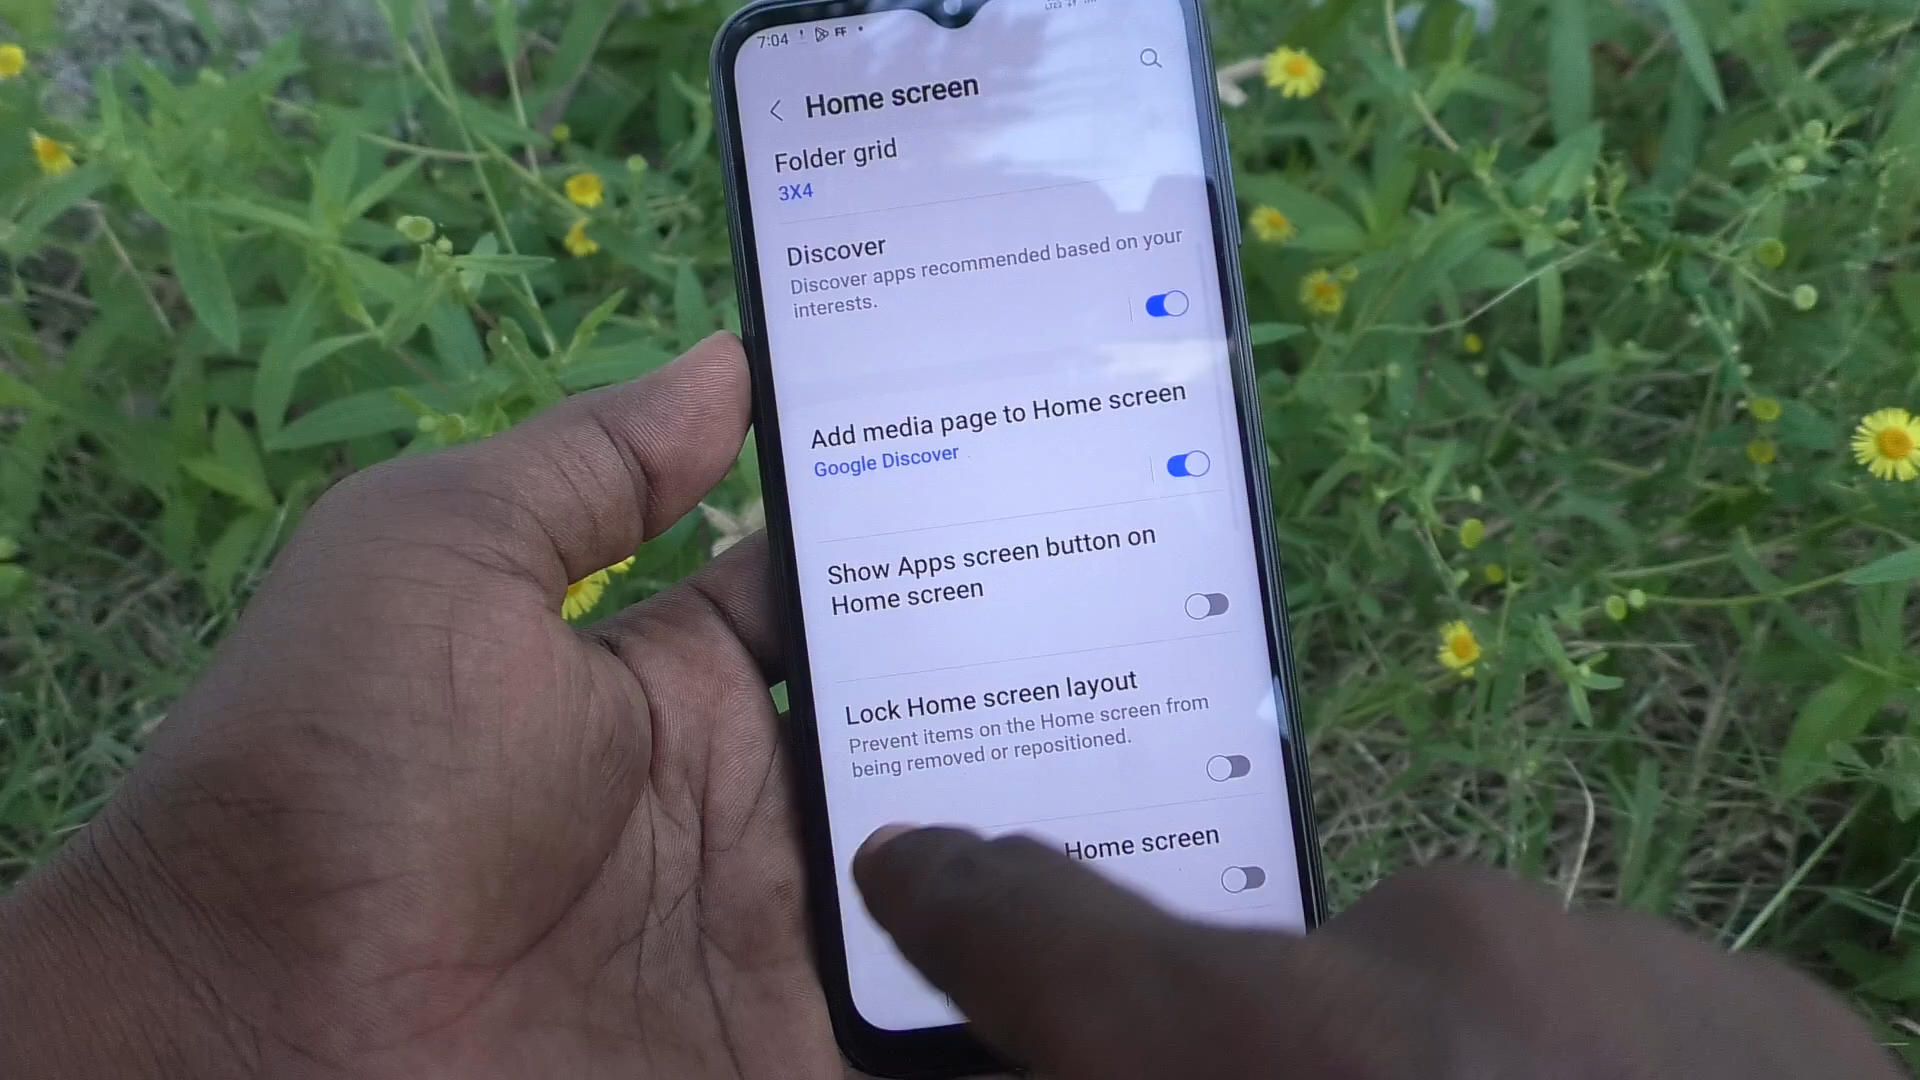 7:04
FF
Home screen
Folder grid
3X4
Discover
Discover apps recommended based on your
interests.
Add media page to Home screen
Google Discover
Show Apps screen button on
Home screen
Lock Home screen layout
Prevent items on the Home screen from
being removed or repositioned.
Home screen